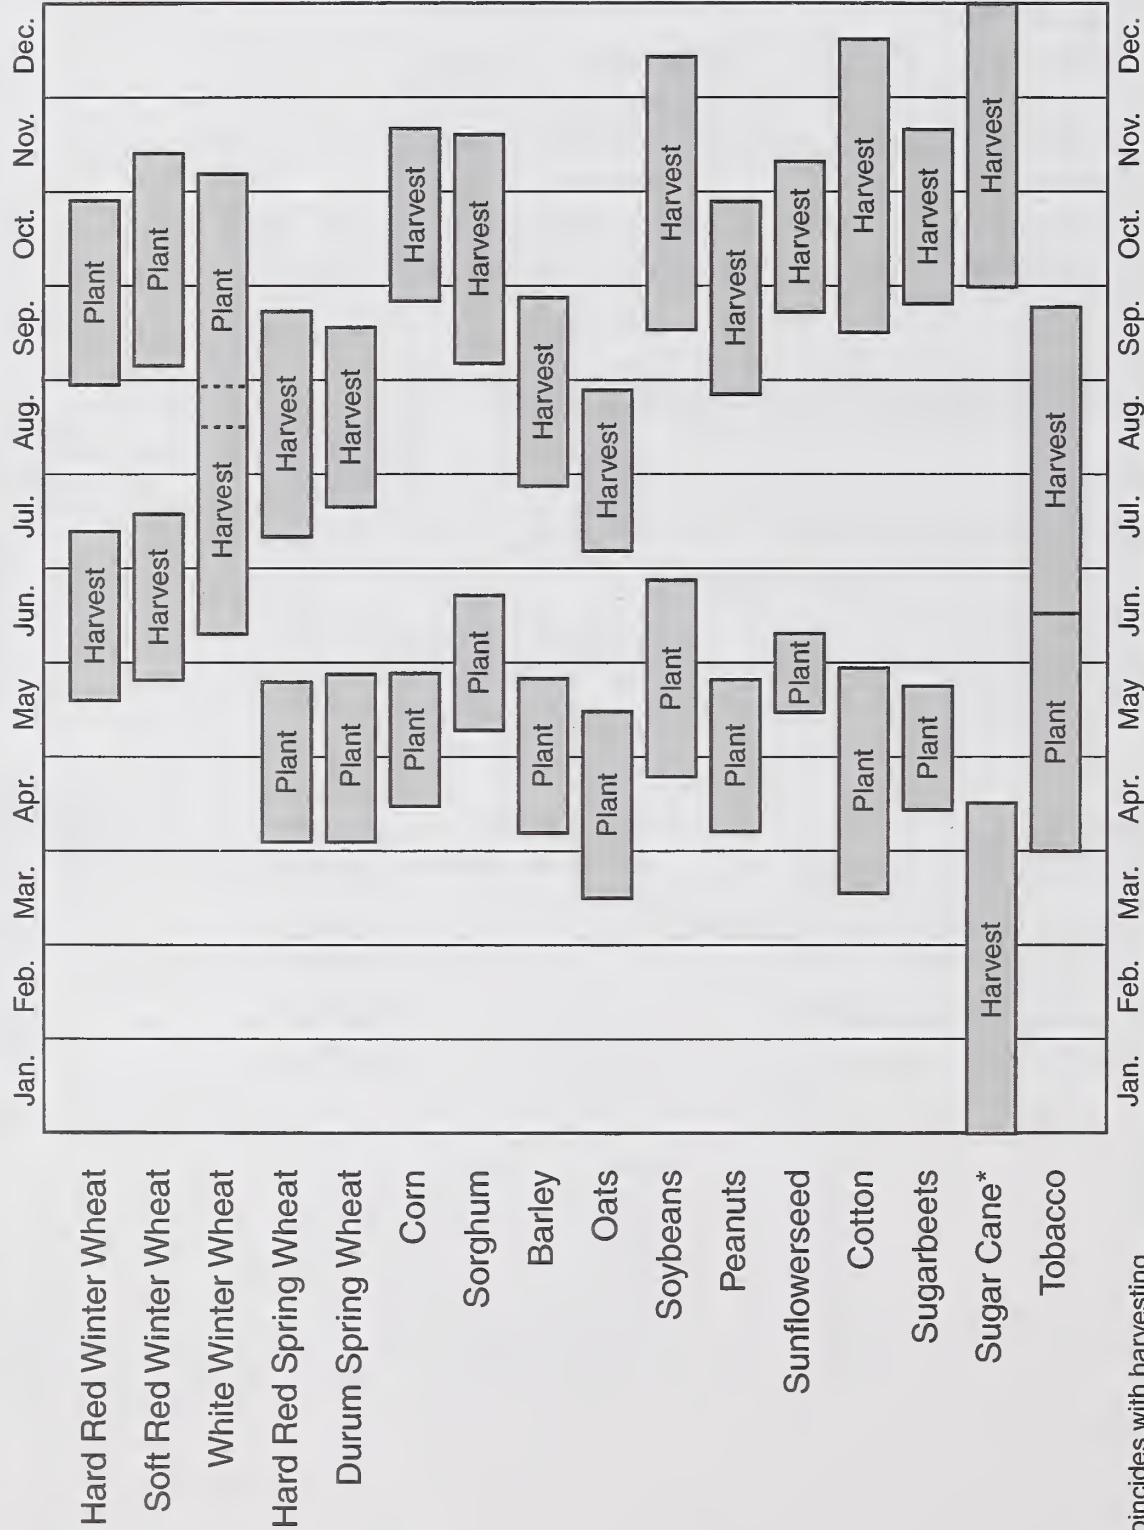 Jan. Feb. Mar. Apr. May Jun. Jul. Aug. Sep. Oct. Nov. Dec.
Hard Red Winter Wheat Harvest Plant
Soft Red Winter Wheat Harvest Plant
White Winter Wheat Harvest Plant
Hard Red Spring Wheat Plant Harvest
Durum Spring Wheat Plant Harvest
Corn Plant Harvest
Sorghum Plant Harvest
Barley Plant Harvest
Oats Plant Harvest
Soybeans Plant Harvest
Peanuts Plant Harvest
Sunflowerseed Plant Harvest
Cotton Plant Harvest
Sugarbeets Plant Harvest
Sugar Cane* Harvest Harvest
Tobacco Plant Harvest
Jan. Feb. Mar. Apr. May Jun. Jul. Aug. Sep. Oct. Nov. Dec.
with harvesting